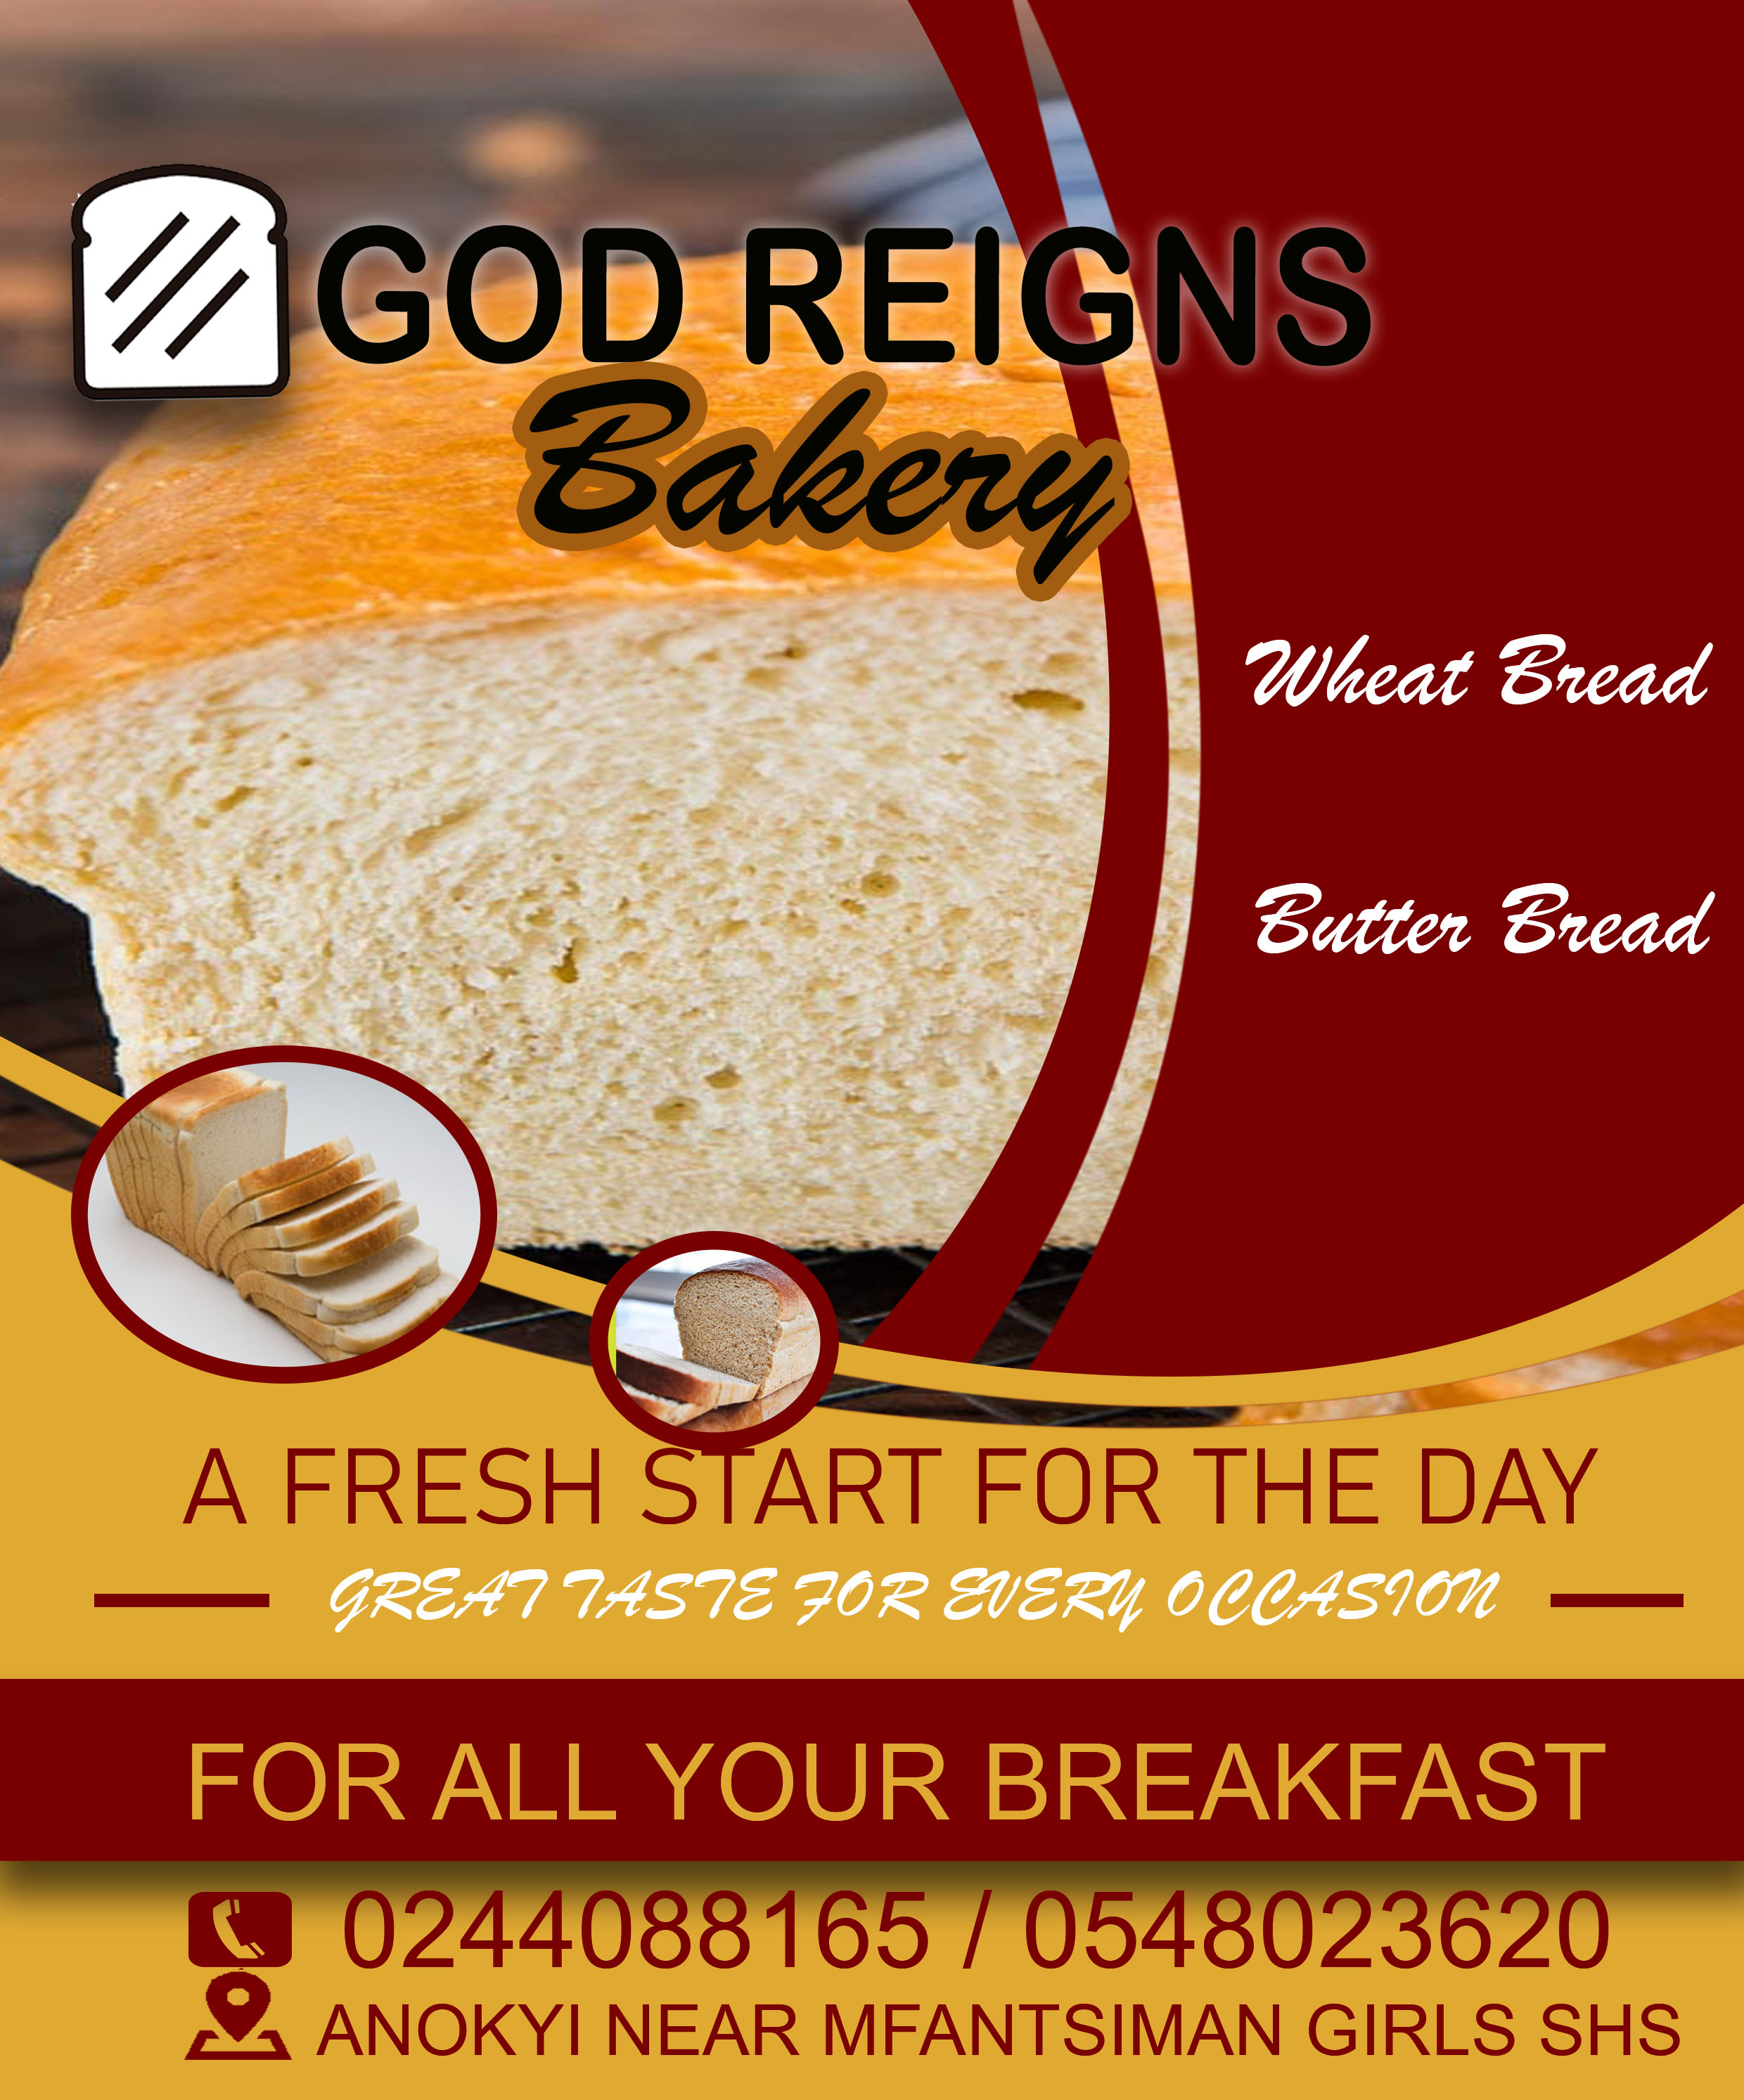 GOD REIGNS
Bakery
Wheat Bread
Butter Bread
A FRESH START FOR THE DAY
GREAT TASTE FOR EVERY OCCASION
FOR ALL YOUR BREAKFAST
0244088165 / 0548023620
ANOKYI NEAR MFANTSIMAN GIRLS SHS